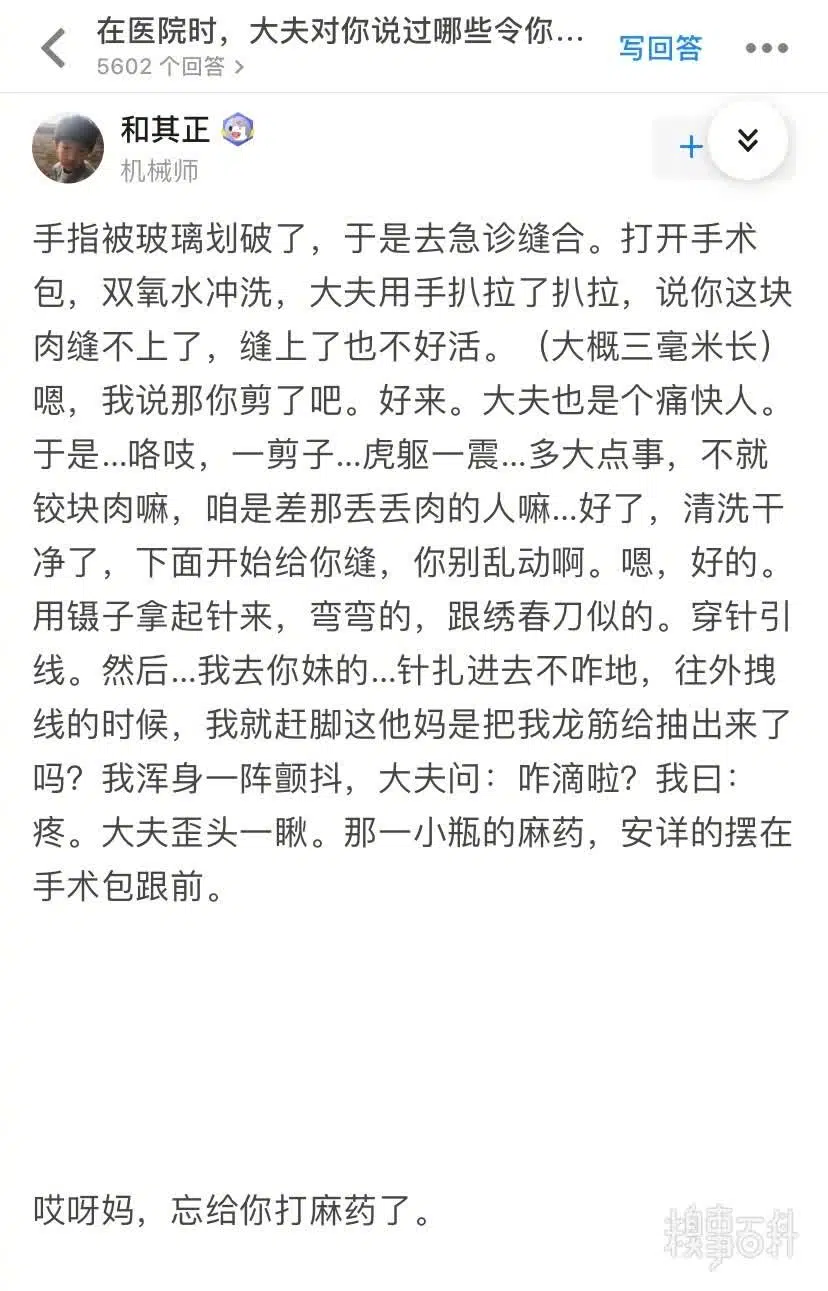 在医院时，大夫对你说过哪些令你...
5602 个回答
写回答
和其正
机械师
手指被玻璃划破了，于是去急诊缝合。打开手术
包，双氧水冲洗，大夫用手扒拉了扒拉，说你这块
肉缝不上了，缝上了也不好活。（大概三毫米长）
嗯，我说那你剪了吧。好来。大夫也是个痛快人。
于是...咯吱，一剪子...虎躯一震...多大点事，不就
铰块肉嘛，咱是差那丢丢肉的人嘛...好了，清洗干
净了，下面开始给你缝，你别乱动啊。嗯，好的。
用镊子拿起针来，弯弯的，跟绣春刀似的。穿针引
线。然后...我去你妹的...针扎进去不咋地，往外拽
线的时候，我就赶脚这他妈是把我龙筋给抽出来了
吗？我浑身一阵颤抖，大夫问：咋滴啦？我曰：
疼。大夫歪头一瞅。那一小瓶的麻药，安详的摆在
手术包跟前。
哎呀妈，忘给你打麻药了。
糗事百科